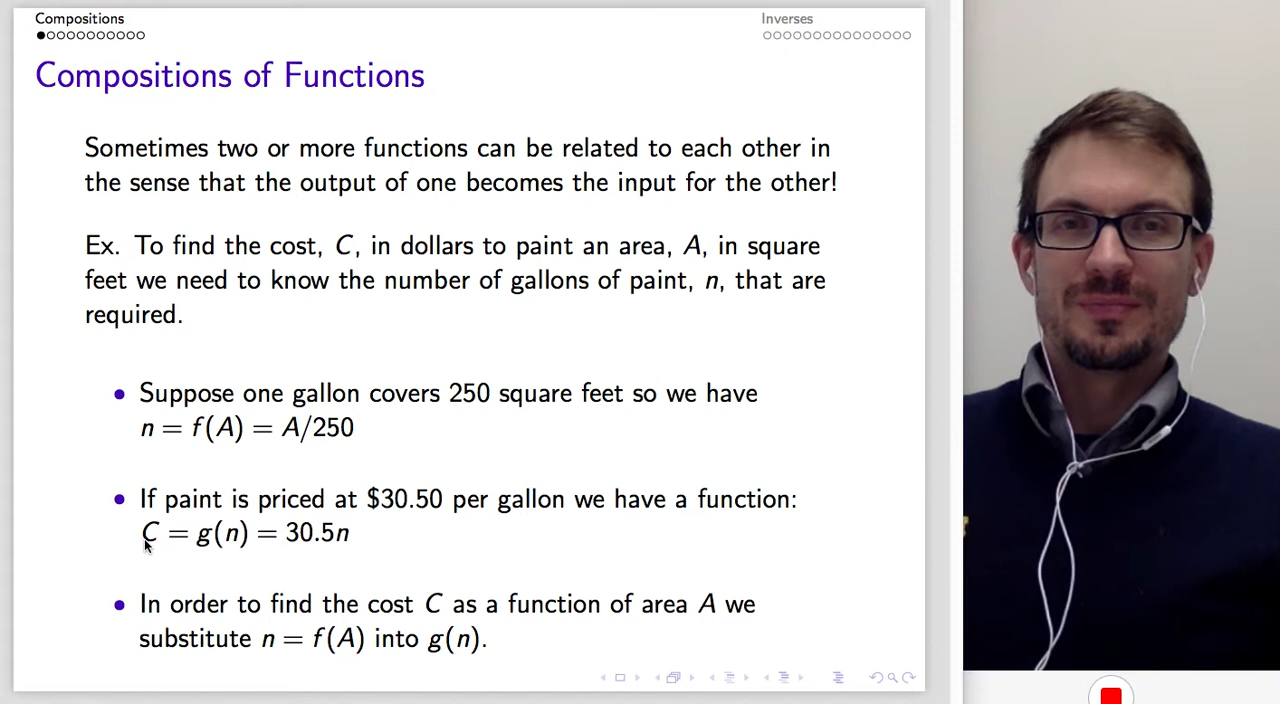 Compositions
Inverses
Compositions of Functions
Sometimes two or more functions can be related to each other in
the sense that the output of one becomes the input for the other!
Ex. To find the cost, C, in dollars to paint an area, A, in square
feet we need to know the number of gallons of paint, n, that are
required.
• Suppose one gallon covers 250 square feet so we have
n = f(A) = A/250
• If paint is priced at $30.50 per gallon we have a function:
C = g(n) = 30.5n
• In order to find the cost C as a function of area A we
substitute n = f(A) into g(n).